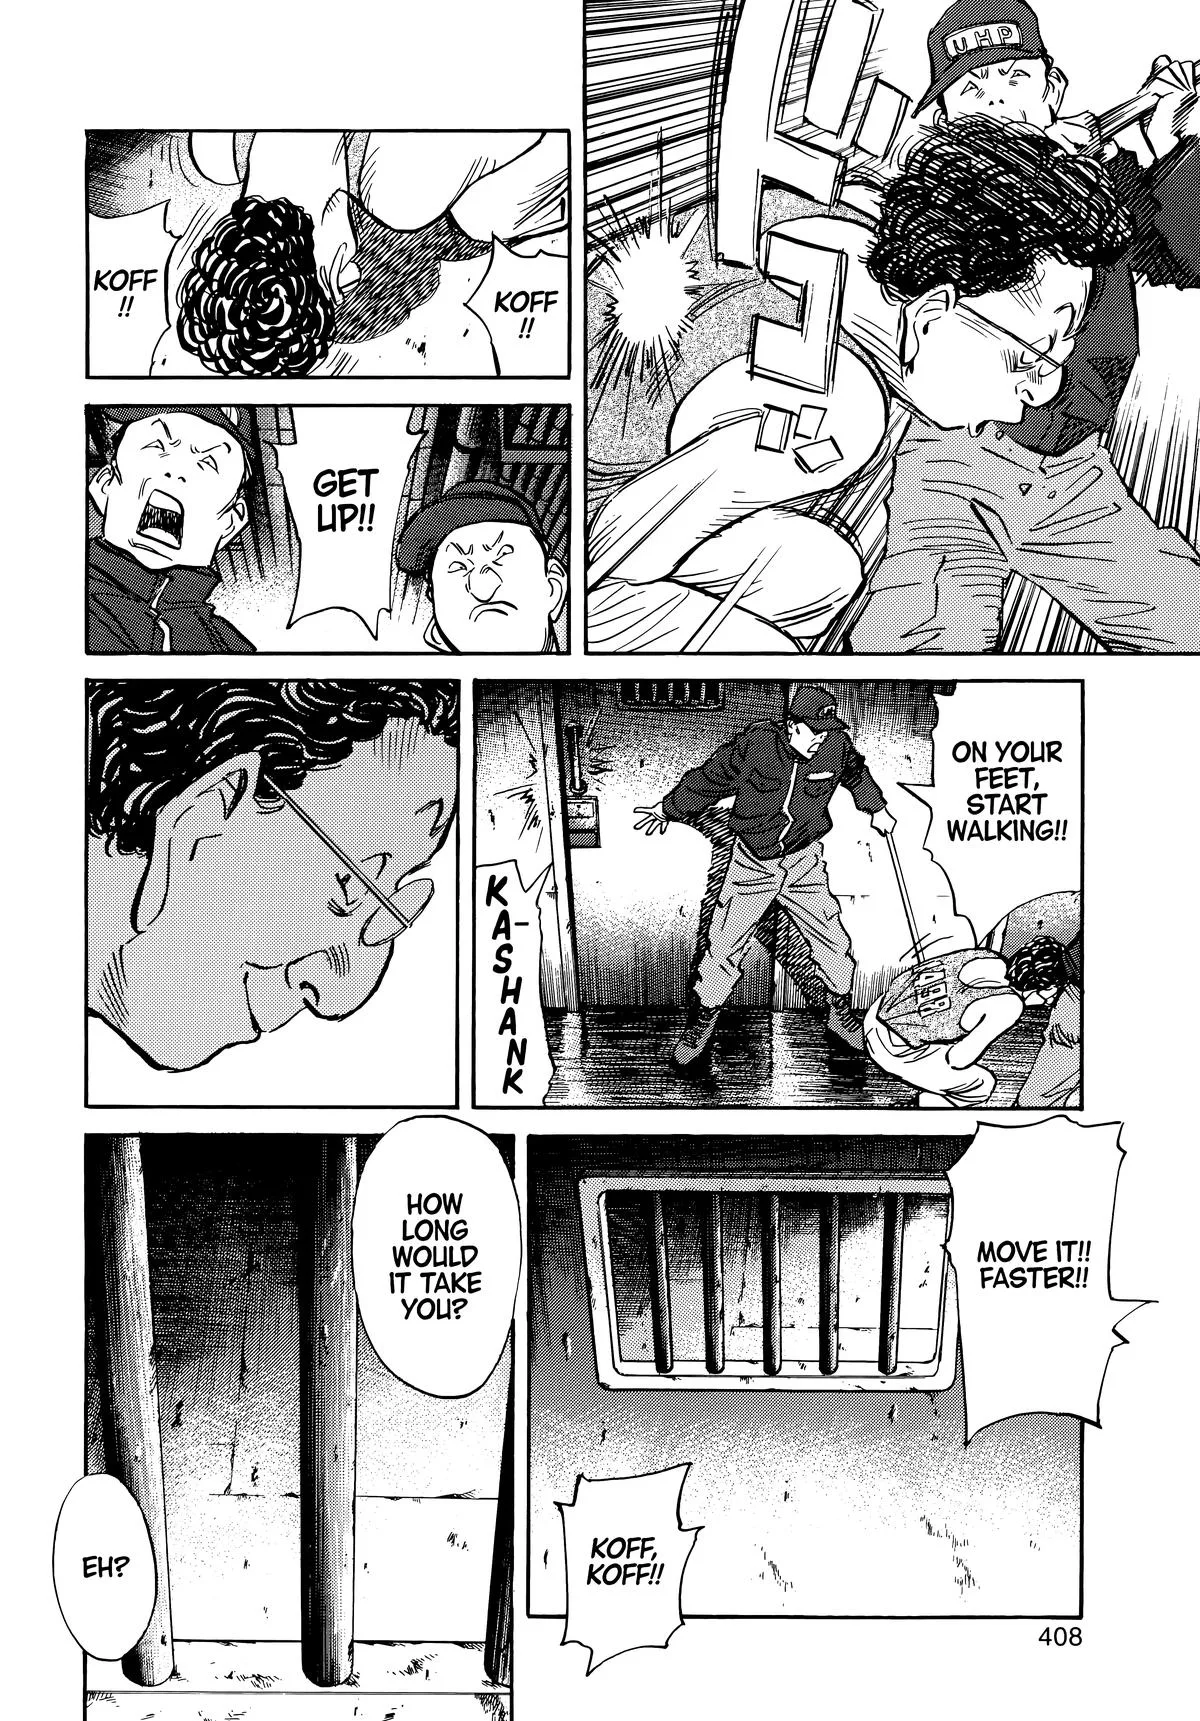 UHP
KOFF
!!
KOFF
!!
GET
UP!!
ON YOUR
FEET,
START
WALKING!!
KA-SHANK
MOVE IT!!
FASTER!!
KOFF,
KOFF!!
HOW
LONG
WOULD
IT TAKE
YOU?
EH?
408